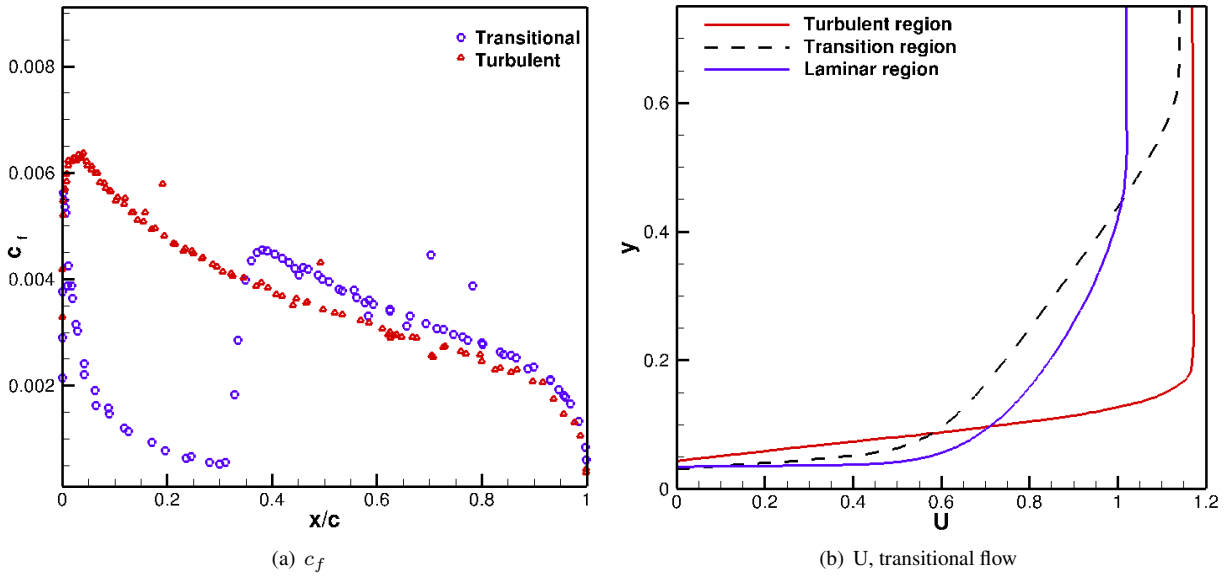 Transitional
Turbulent
0.008
0.006
0.004
0.002
c f
0
0.2
0.4
0.6
0.8
1
x/c
(a) c f
Turbulent region
Transition region
Laminar region
0.6
0.4
0.2
0
y
0
0.2
0.4
0.6
0.8
1
1.2
U
(b) U, transitional flow